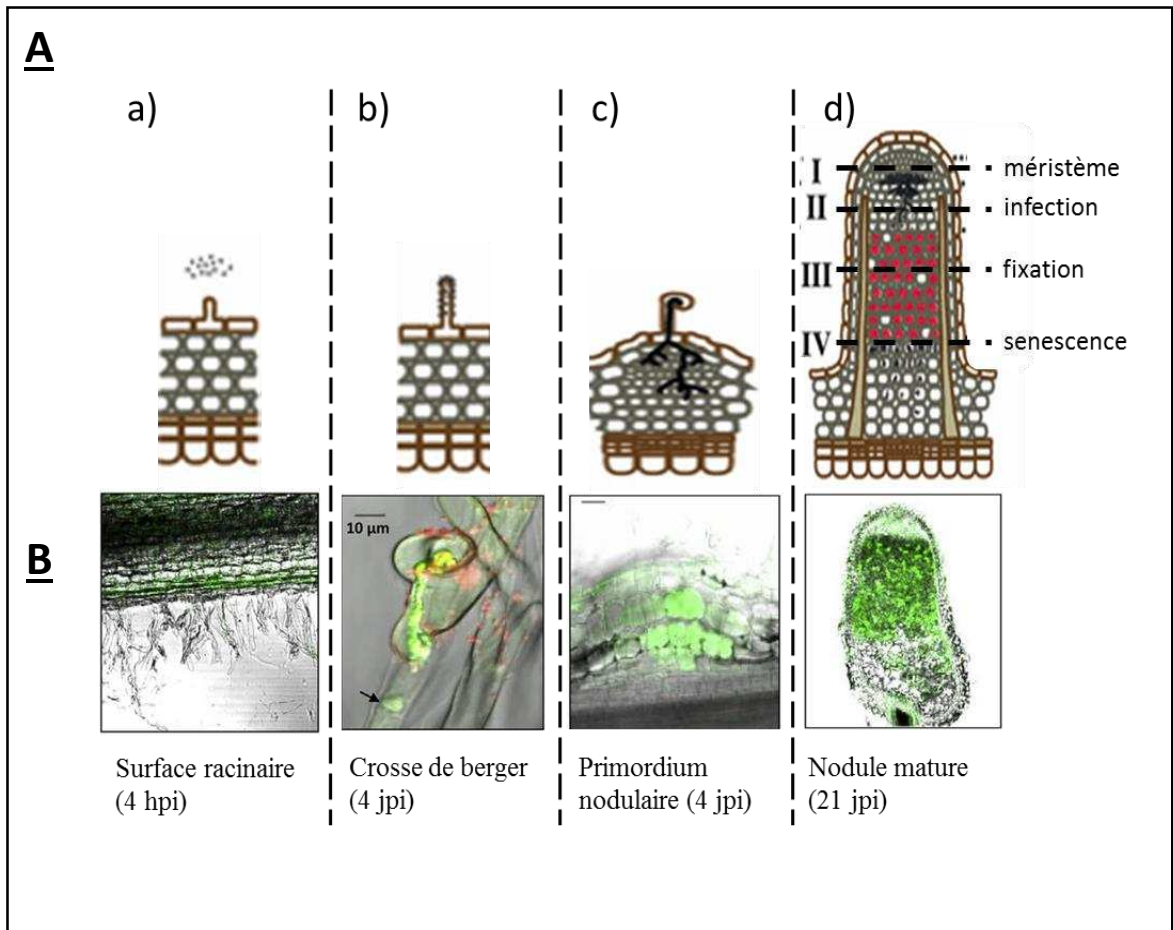 A
a)
b)
c)
d)
I
méristème
II
infection
III
fixation
IV
senescence
B
10 µm
Surface racinaire
(4 hpi)
Crosse de berger
(4 jpi)
Primordium
nodulaire (4 jpi)
Nodule mature
(21 jpi)